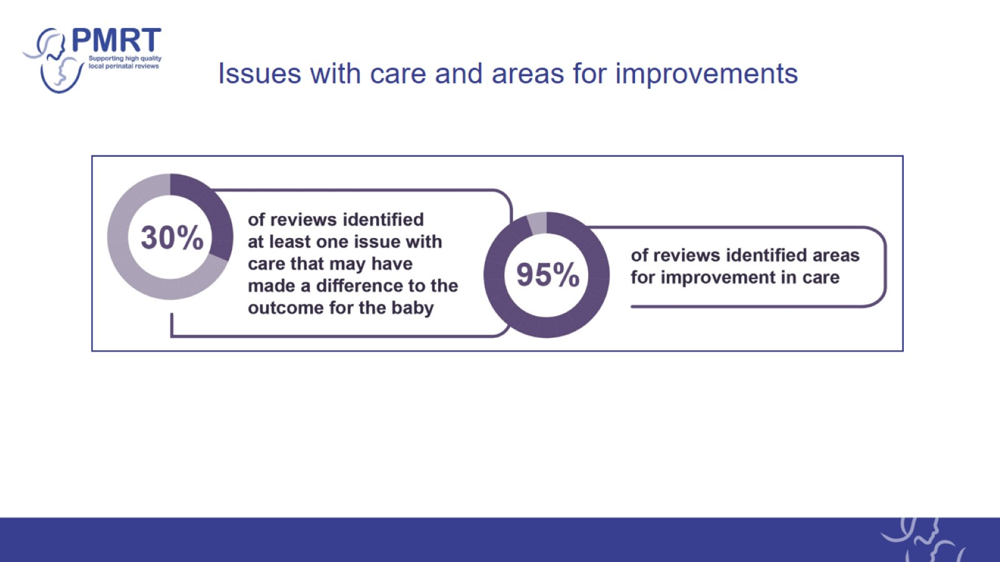 PMRT
Supporting high quality
local perinatal reviews
Issues with care and areas for improvements
30%
of reviews identified
at least one issue with
care that may have
made a difference to the
outcome for the baby
95%
of reviews identified areas
for improvement in care